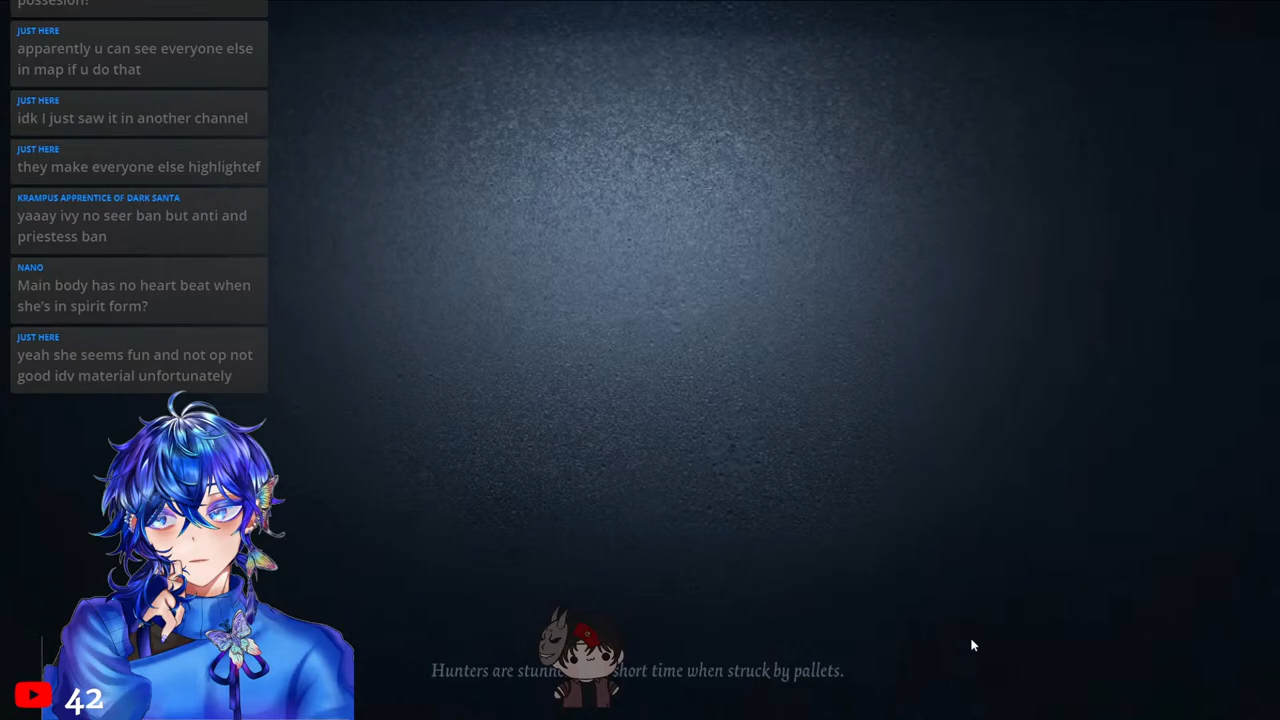 possesion?
JUST HERE
apparently u can see everyone else
in map if u do that
JUST HERE
idk I just saw it in another channel
JUST HERE
they make everyone else highlightef
KRAMPUS APPRENTICE OF DARK SANTA
yaaay ivy no seer ban but anti and
priestess ban
NANO
Main body has no heart beat when
she's in spirit form?
JUST HERE
yeah she seems fun and not op not
good idv material unfortunately
Hunters are short time when struck by pallets.
42